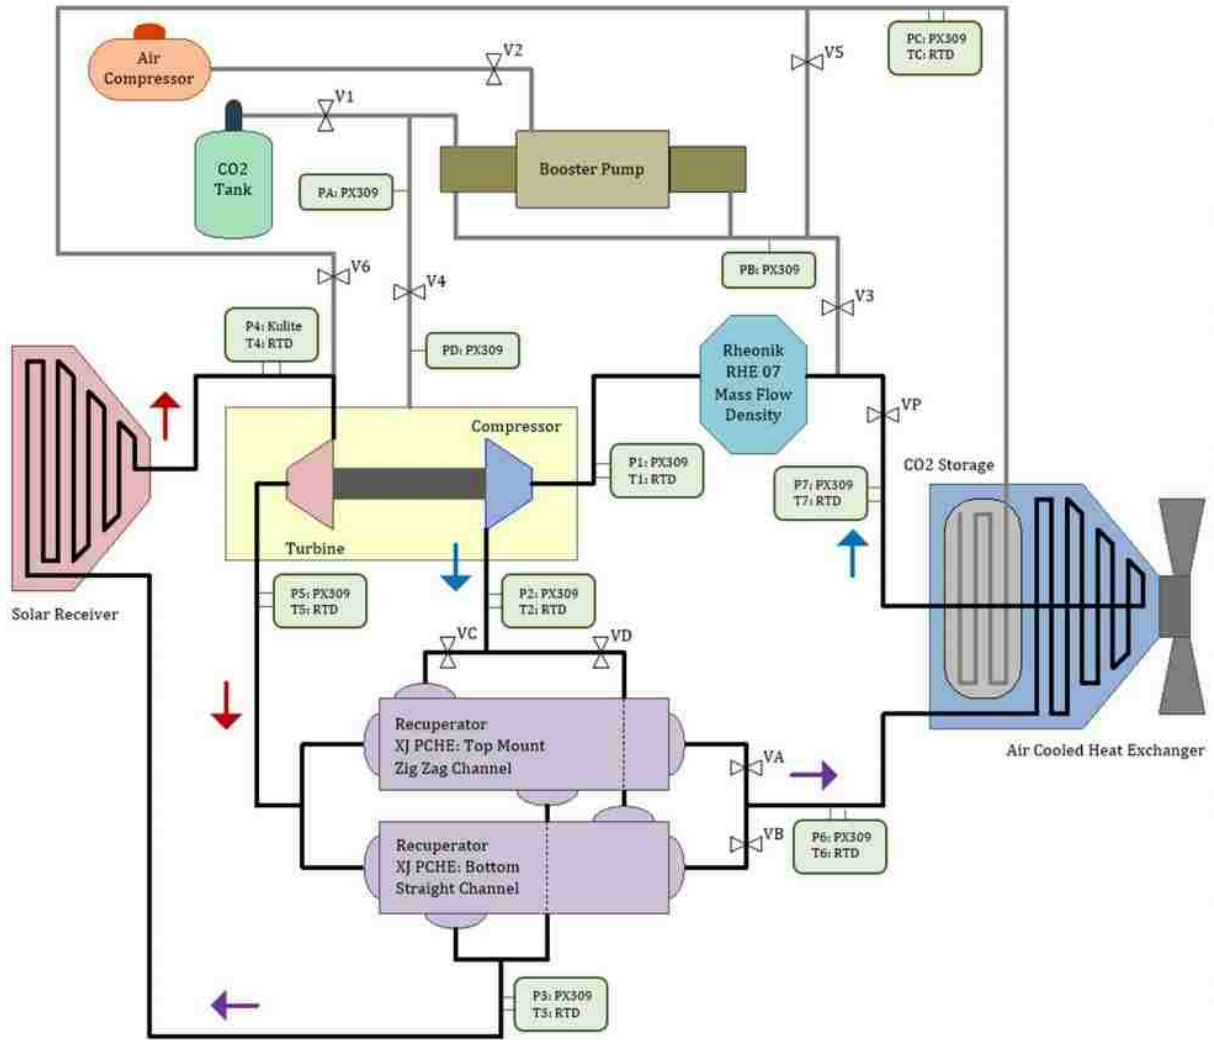 PC: PX309
TC: RTD
V5
V2
Air
Compressor
V1
CO2
Tank
Booster Pump
PA: PX309
PB: PX309
V6
V4
V3
P4: Kulite
T4: RTD
PD: PX309
Rheonik
RHE 07
Mass Flow
Density
VP
Compressor
P1: PX309
T1: RTD
CO2 Storage
P7: PX309
T7: RTD
Turbine
P5: PX309
T5: RTD
P2: PX309
T2: RTD
Solar Receiver
VC
VD
Recuperator
XJ PCHE: Top Mount
Zig Zag Channel
VA
Air Cooled Heat Exchanger
VB
P6: PX309
T6: RTD
Recuperator
XJ PCHE: Bottom
Straight Channel
P3: PX309
T3: RTD